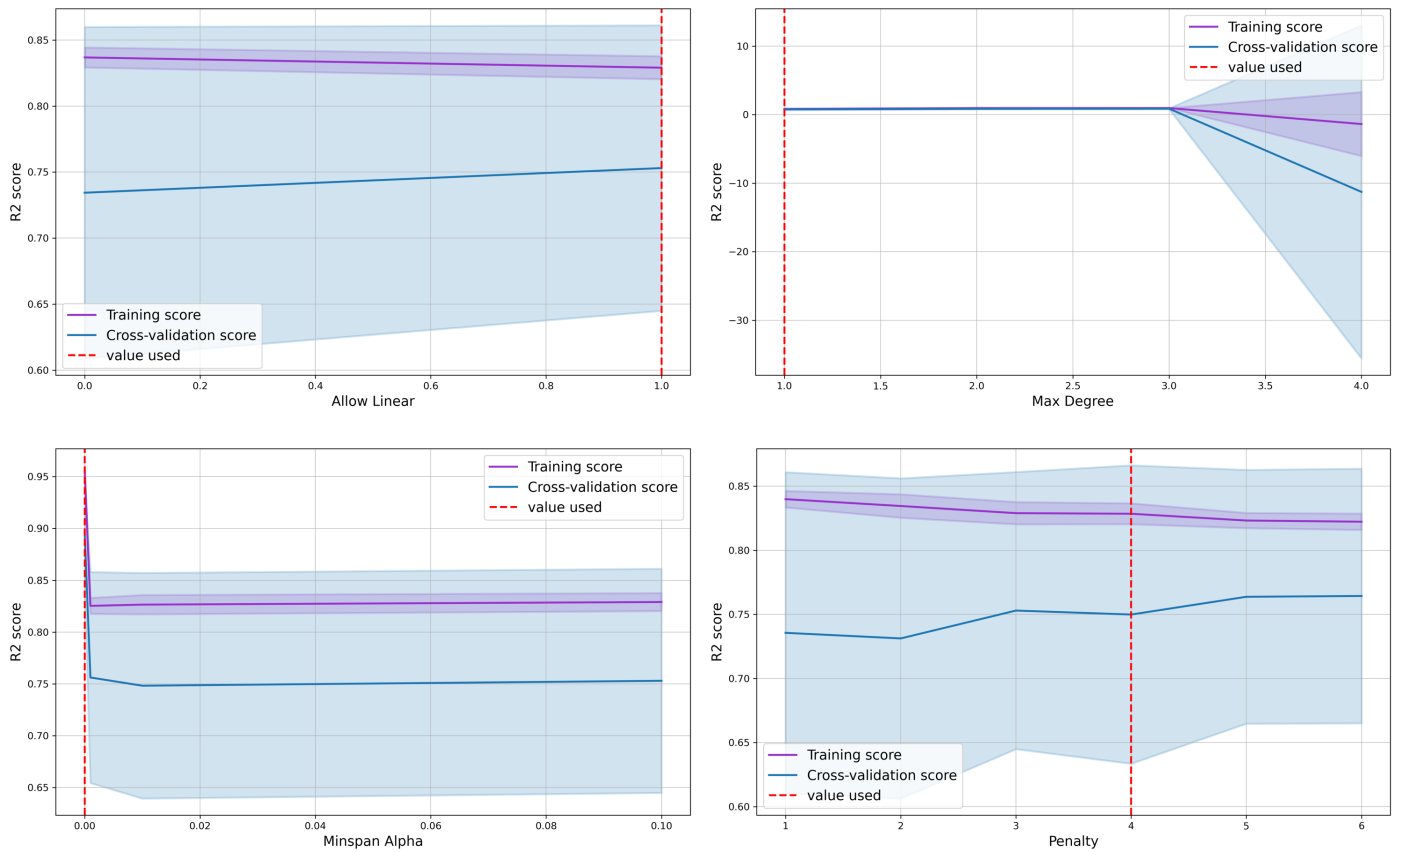 0.85
0.80
0.75
0.70
0.65
0.60
R2 score
Training score
Cross-validation score
value used
0.0 0.2 0.4 0.6 0.8 1.0
Allow Linear
10
0
−10
−20
−30
R2 score
Training score
Cross-validation score
value used
1.0 1.5 2.0 2.5 3.0 3.5 4.0
Max Degree
0.95
0.90
0.85
0.80
0.75
0.70
0.65
R2 score
Training score
Cross-validation score
value used
0.00 0.02 0.04 0.06 0.08 0.10
Minspan Alpha
0.85
0.80
0.75
0.70
0.65
0.60
R2 score
Training score
Cross-validation score
value used
1 2 3 4 5 6
Penalty